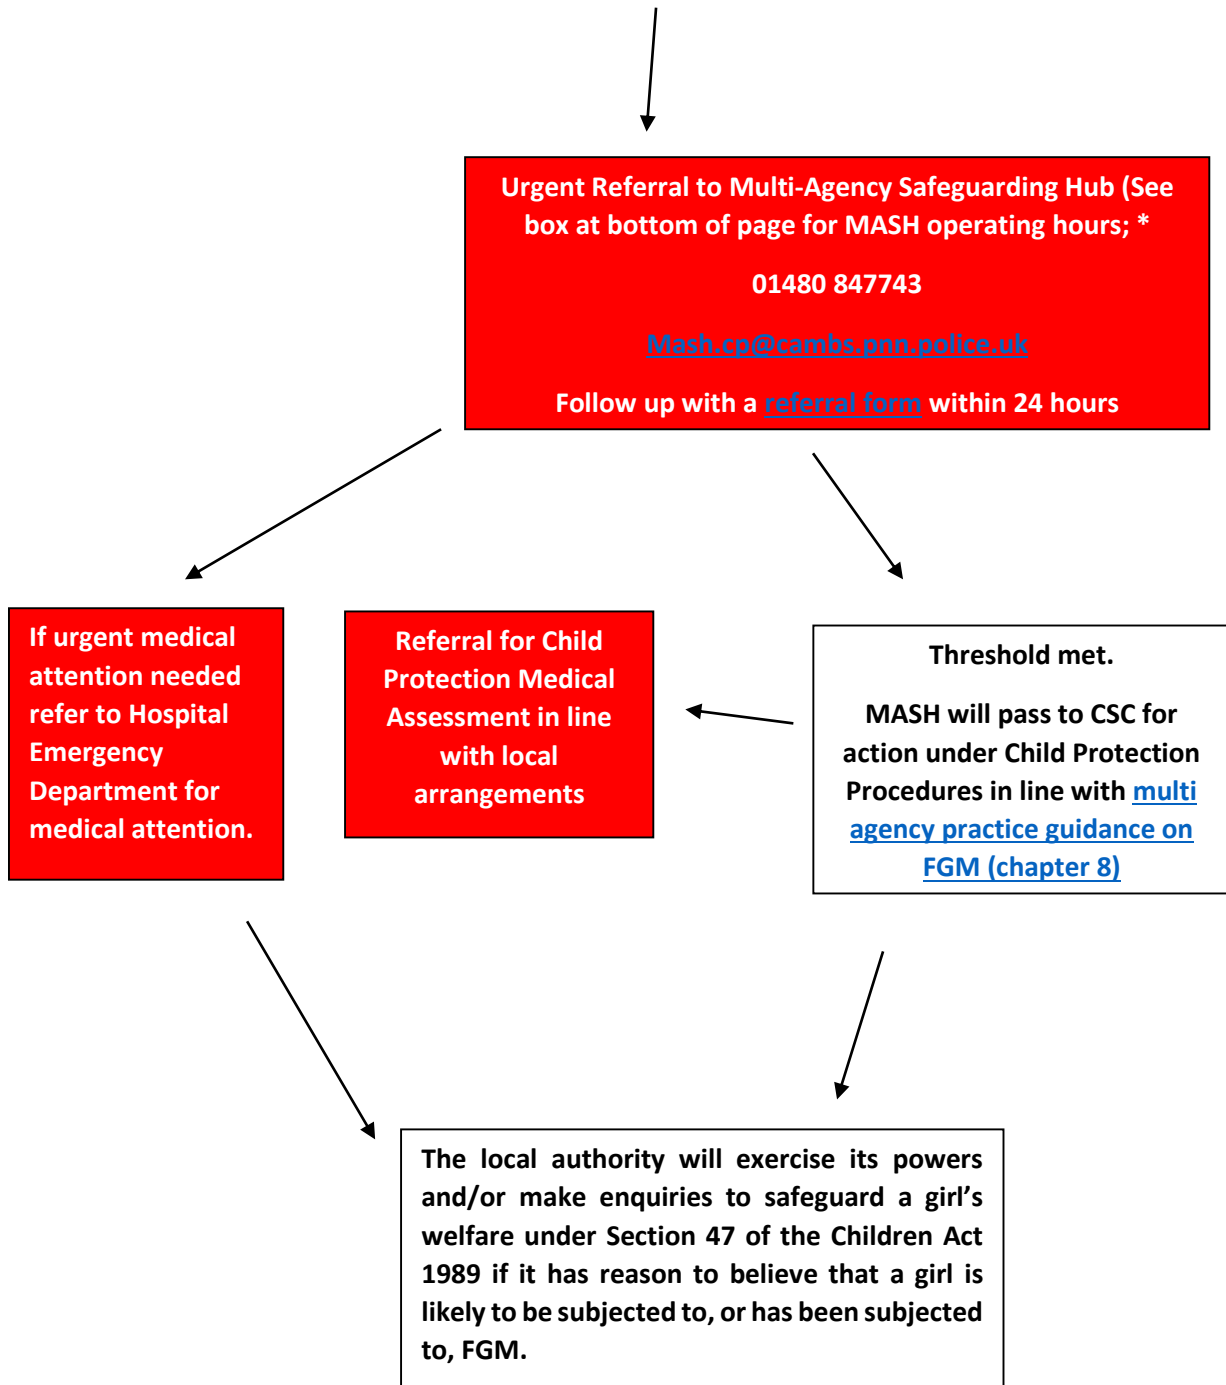 Urgent Referral to Multi-Agency Safeguarding Hub (See
box at bottom of page for MASH operating hours; *
01480 847743
Mash.cp@cambs.pnn.police.uk
Follow up with a referral form within 24 hours
If urgent medical
attention needed
refer to Hospital
Emergency
Department for
medical attention.
Referral for Child
Protection Medical
Assessment in line
with local
arrangements
Threshold met.
MASH will pass to CSC for
action under Child Protection
Procedures in line with multi
agency practice guidance on
FGM (chapter 8)
The local authority will exercise its powers
and/or make enquiries to safeguard a girl’s
welfare under Section 47 of the Children Act
1989 if it has reason to believe that a girl is
likely to be subjected to, or has been subjected
to, FGM.